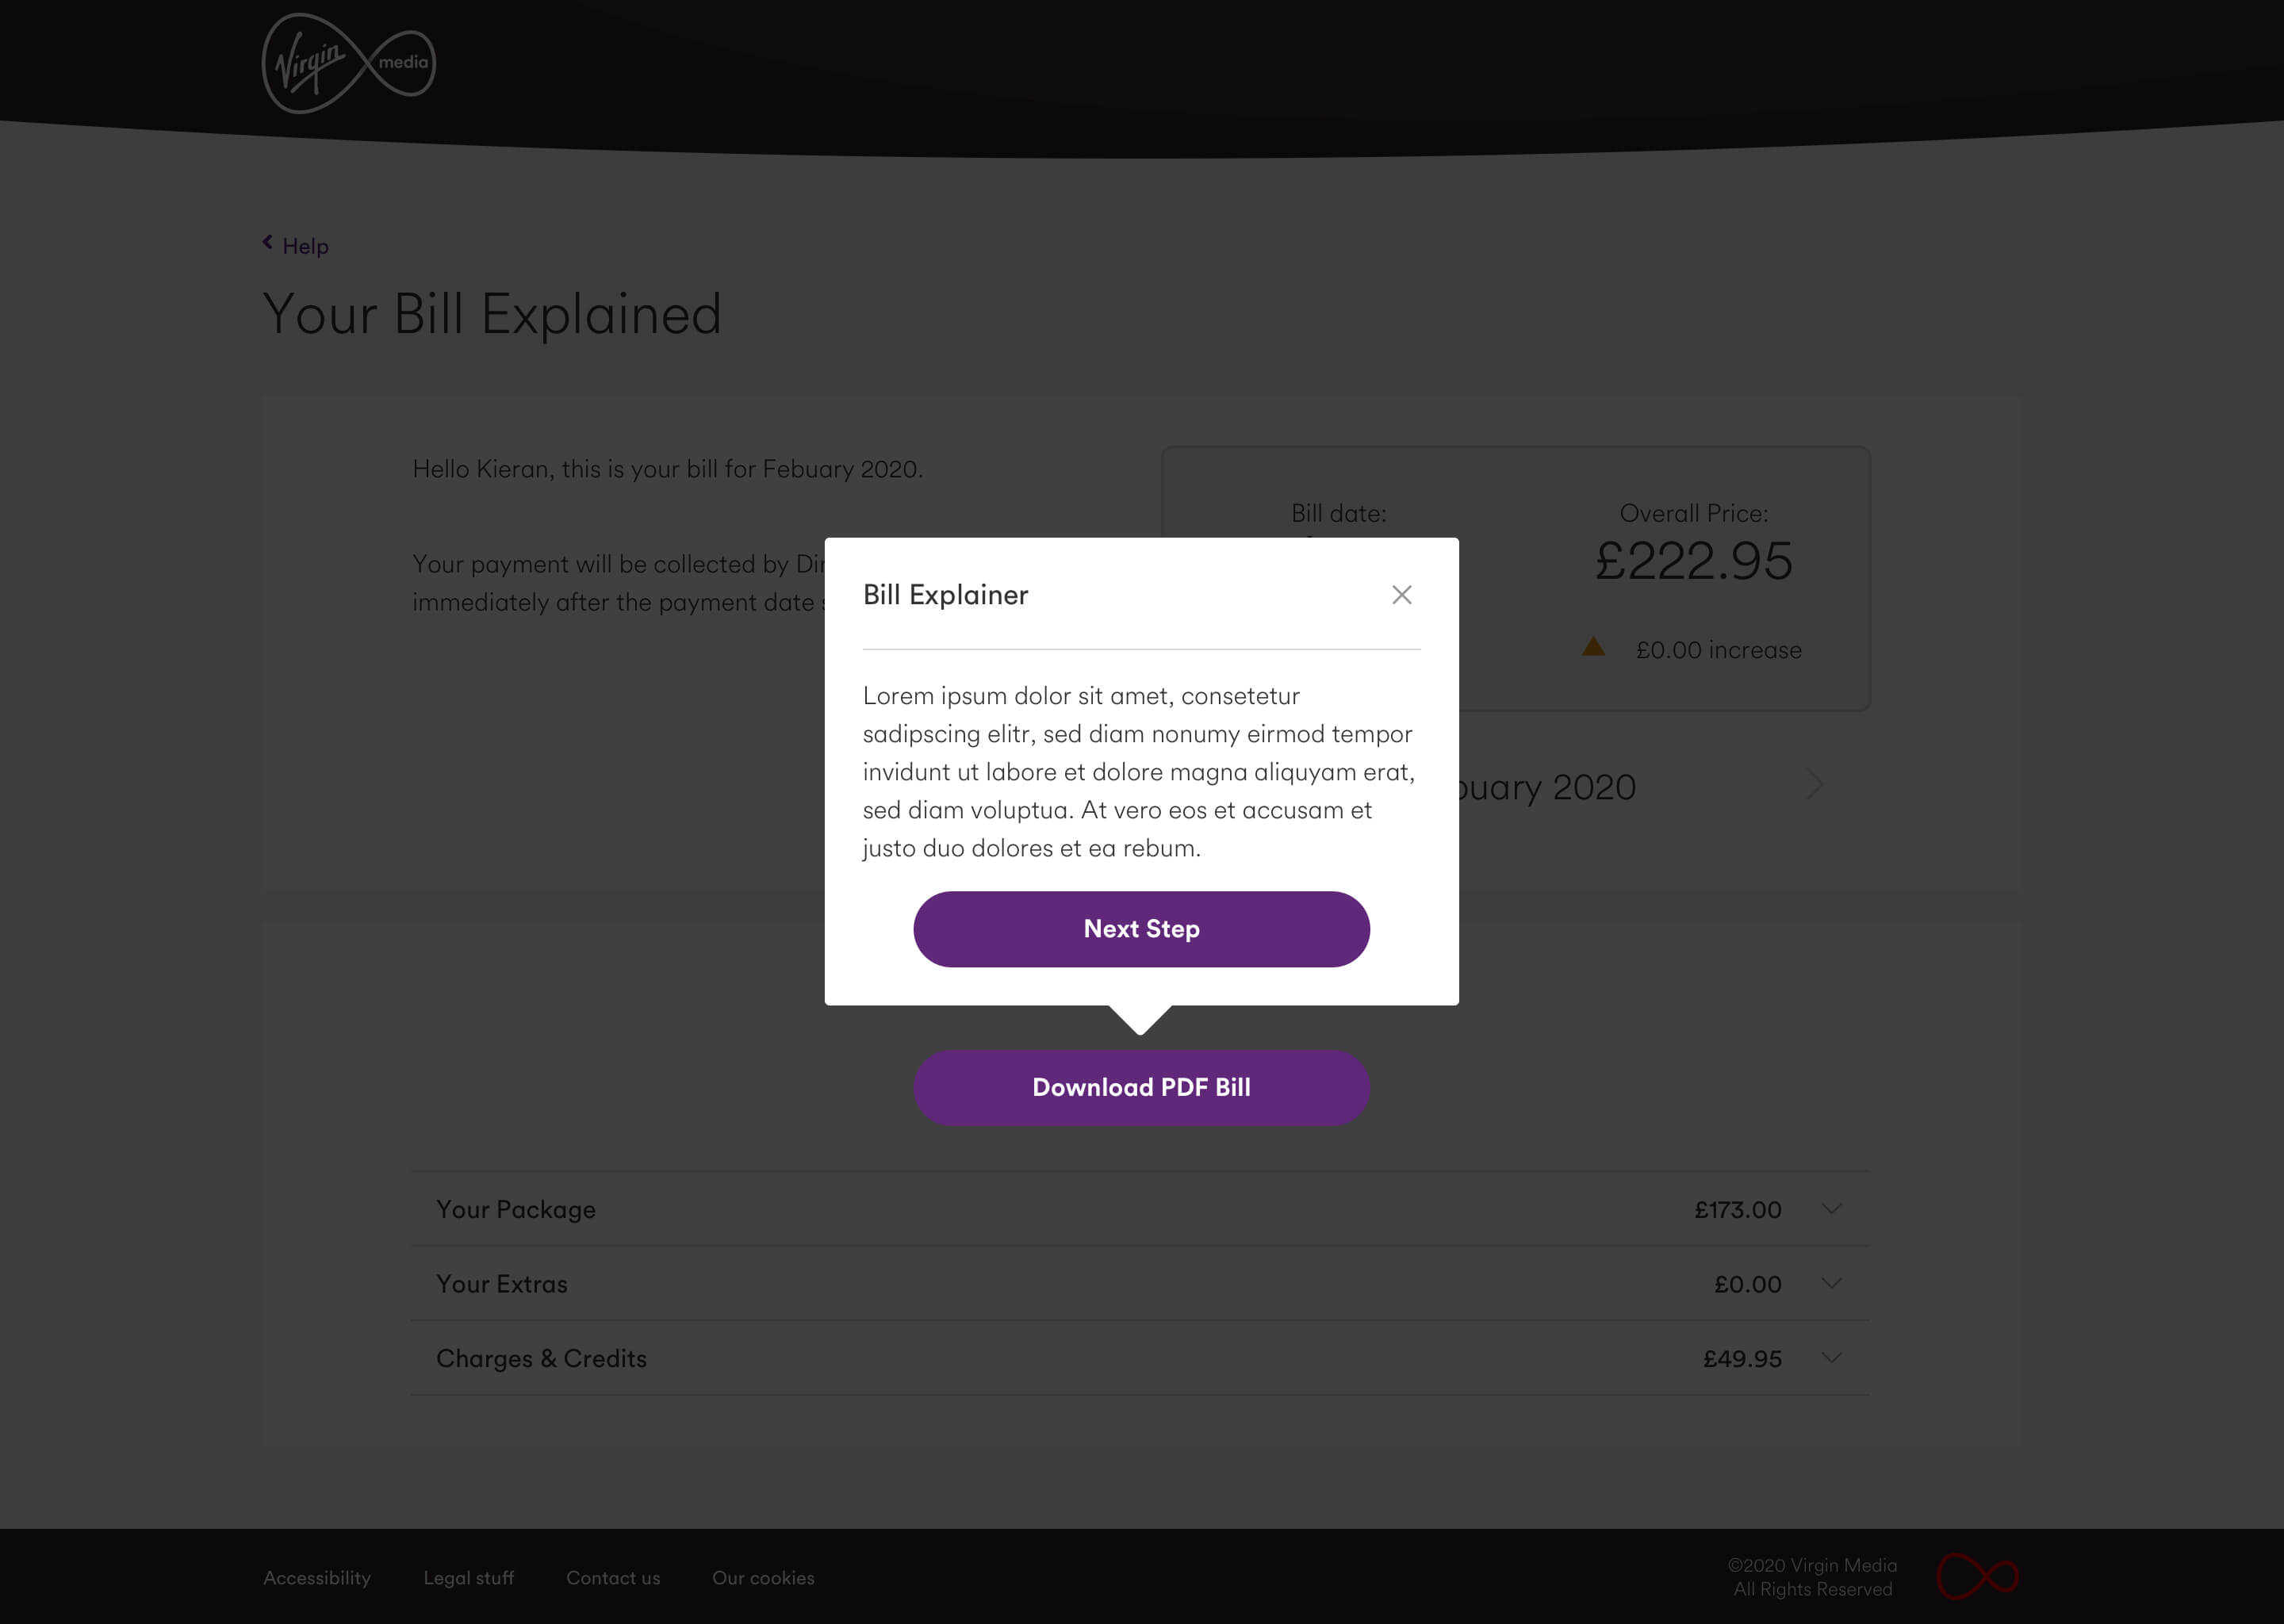 Virgin media
Help
Your Bill Explained
Hello Kieran, this is your bill for Febuary 2020.
Your payment will be collected by
immediately after the payment date
Bill date:
Overall Price:
£222.95
£0.00 increase
2020
Bill Explainer
Lorem ipsum dolor sit amet, consetetur
sadipscing elitr, sed diam nonumy eirmod tempor
invidunt ut labore et dolore magna aliquyam erat,
sed diam voluptua. At vero eos et accusam et
justo duo dolores et ea rebum.
Next Step
Download PDF Bill
Your Package £173.00
Your Extras £0.00
Charges & Credits £49.95
Accessibility Legal stuff Contact us Our cookies
©2020 Virgin Media
All Rights Reserved